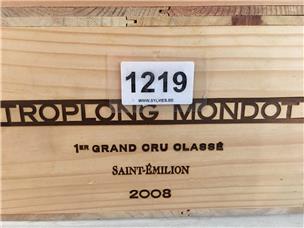 1219
WWW.SYLVIES.BE
TROPLONG MONDOT
1ER GRAND CRU CLASSÉ
SAINT-ÉMILION
2008